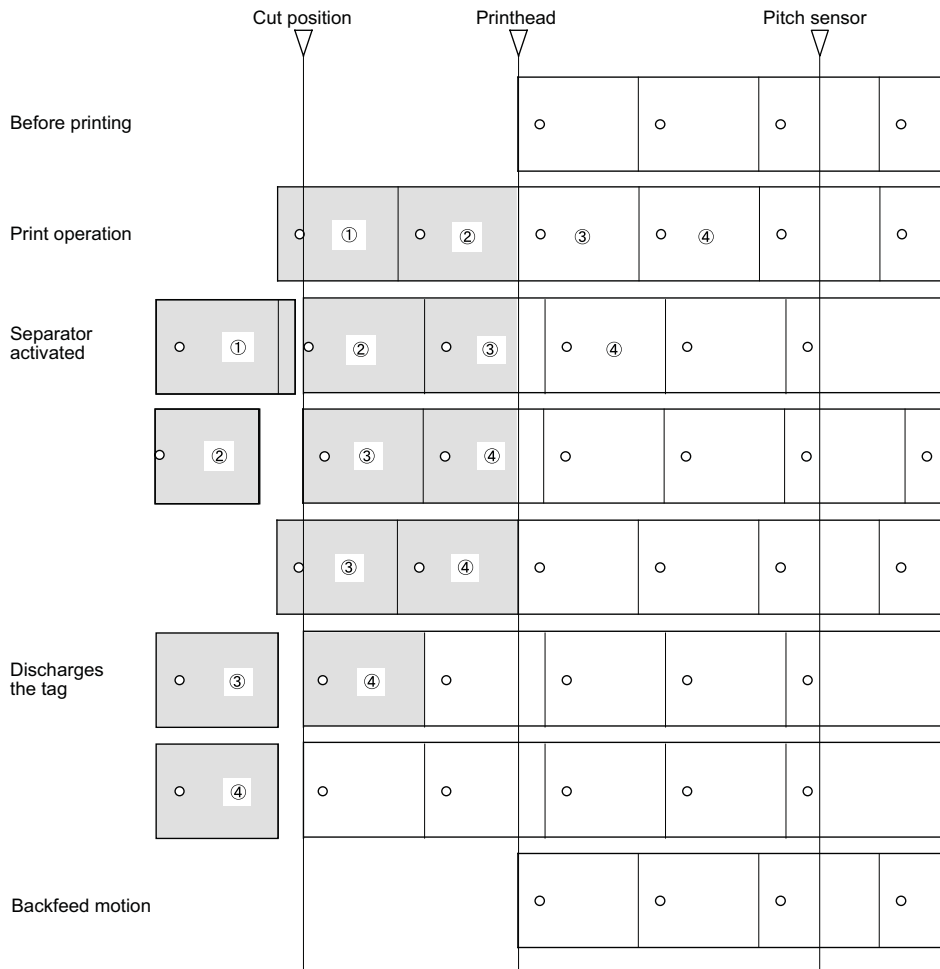 Cut position Printhead Pitch sensor
Before printing
Print operation ① ② ③ ④
Separator
activated ① ② ③ ④
② ③ ④
③ ④
Discharges
the tag ③ ④
④
Backfeed motion